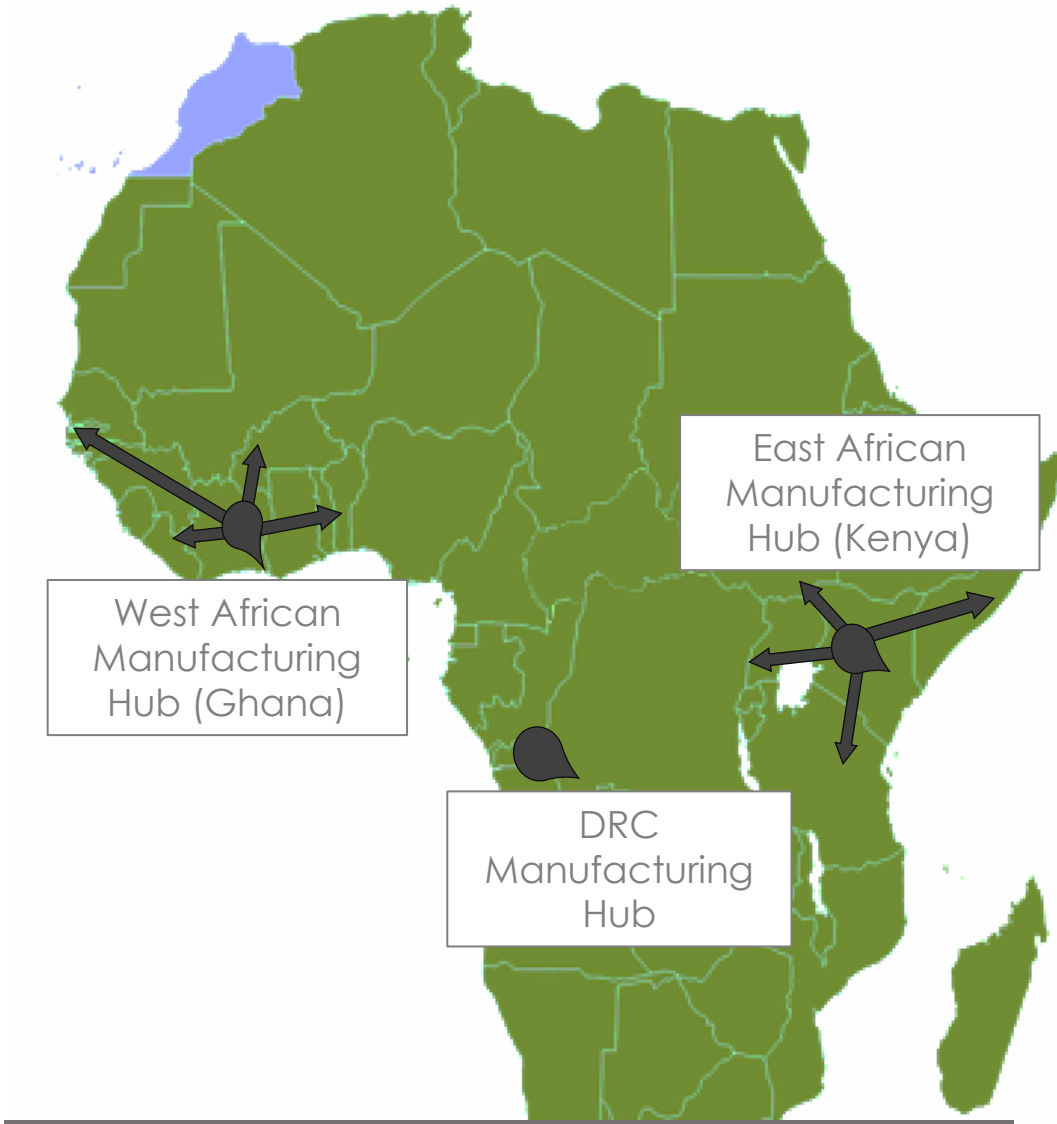 East African
Manufacturing
Hub (Kenya)
West African
Manufacturing
Hub (Ghana)
DRC
Manufacturing
Hub